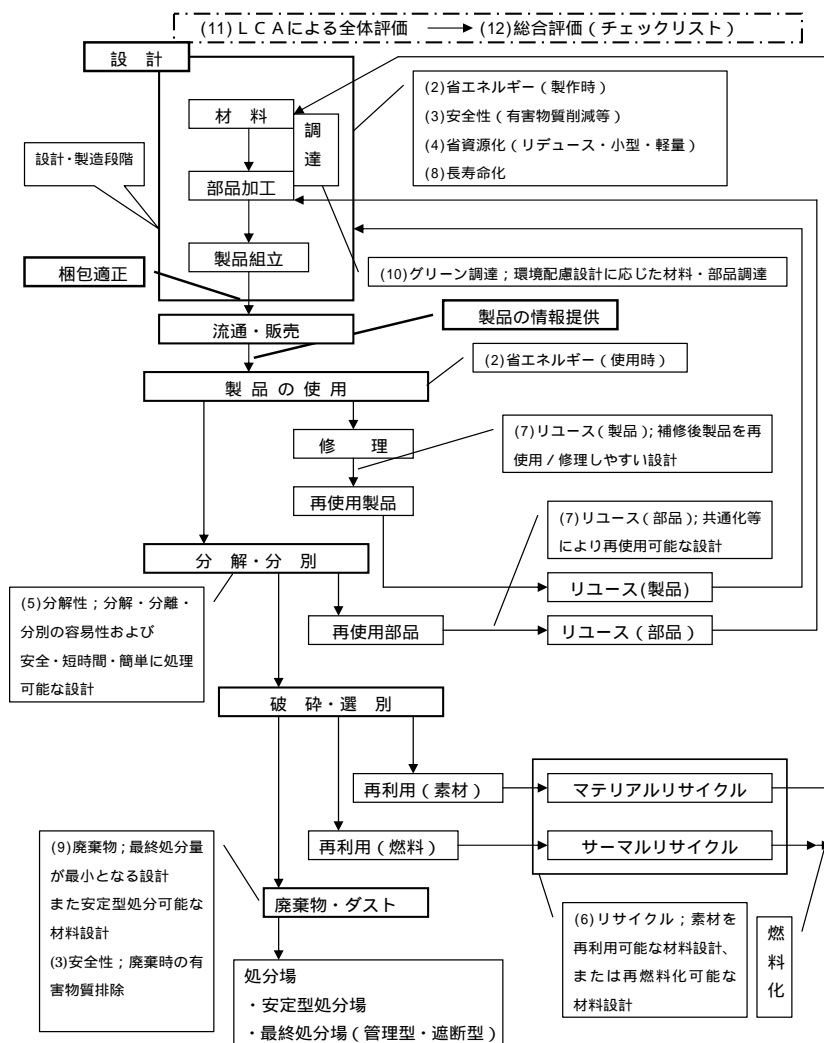 (11) ＬＣＡによる全体評価
(12) 総合評価（チェックリスト）
設　計
(2)省エネルギー（製作時）
(3)安全性（有害物質削減等）
(4)省資源化（リデュース・小型・軽量）
(8)長寿命化
材　料
調
達
設計・製造段階
部品加工
製品組立
梱包適正
(10)グリーン調達；環境配慮設計に応じた材料・部品調達
流通・販売
製品の情報提供
(2)省エネルギー（使用時）
製 品 の 使 用
修　理
(7)リユース（製品）；補修後製品を再
使用／修理しやすい設計
再使用製品
(7)リユース（部品）；共通化等
により再使用可能な設計
分　解・分　別
リユース(製品)
(5)分解性；分解・分離・
分別の容易性および
安全・短時間・簡単に処理
可能な設計
再使用部品
リユース（部品）
破　砕・選　別
再利用（素材）
マテリアルリサイクル
再利用（燃料）
サーマルリサイクル
(9)廃棄物；最終処分量
が最小となる設計
また安定型処分可能な
材料設計
(3)安全性；廃棄時の有
害物質排除
廃棄物・ダスト
(6)リサイクル；素材を
再利用可能な材料設計、
または再燃料化可能な
材料設計
燃
料
化
処分場
・安定型処分場
・最終処分場（管理型・遮断型）